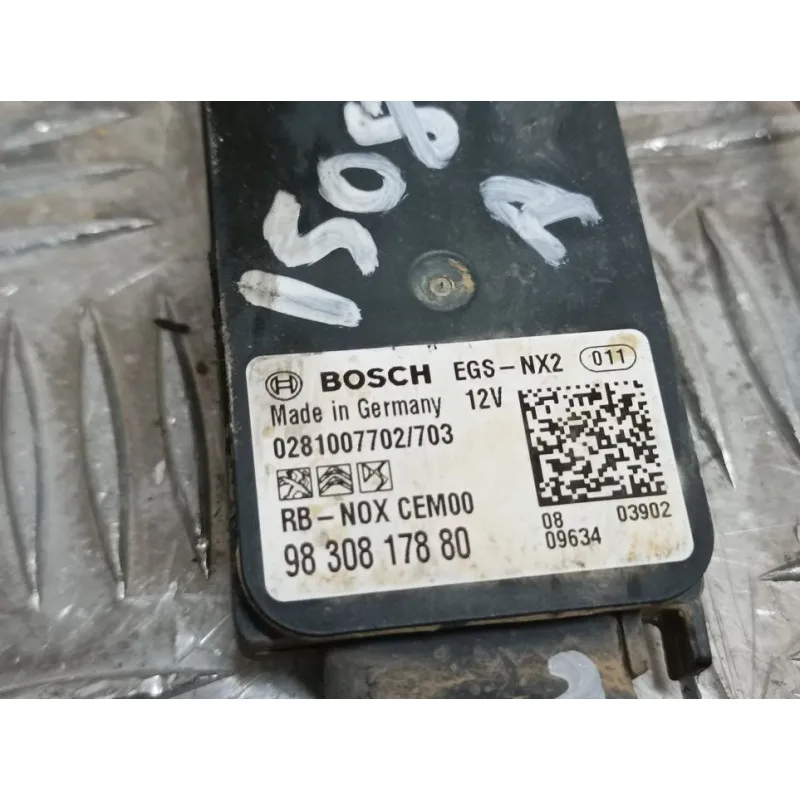 1508
A
BOSCH EGS-NX2 011
Made in Germany 12V
0281007702/703
RB-NOX CEM00
98 308 178 80
08 03902
09634